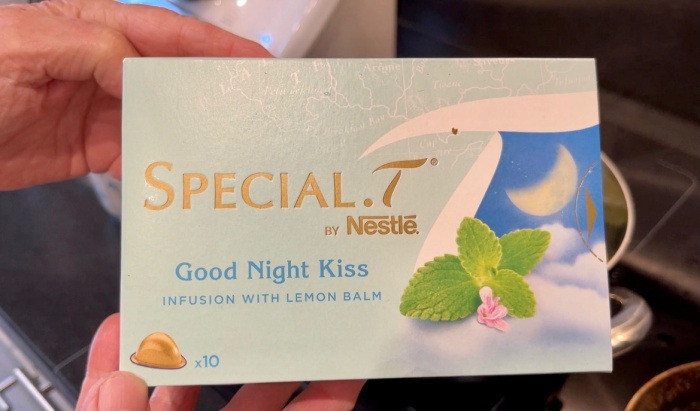 SPECIAL.T®
BY Nestlé®
Good Night Kiss
INFUSION WITH LEMON BALM
x10